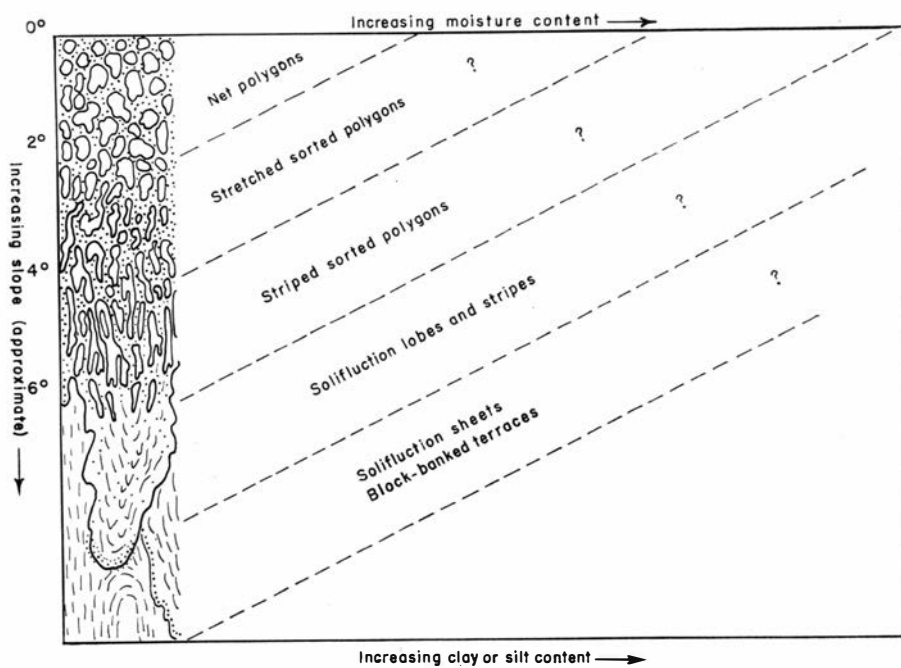 Increasing moisture content
0°
Net polygons
?
2°
Stretched sorted polygons
?
Increasing slope (approximate)
4°
Striped sorted polygons
?
6°
Solifluction lobes and stripes
?
Solifluction sheets
Block-banked terraces
Increasing clay or silt content